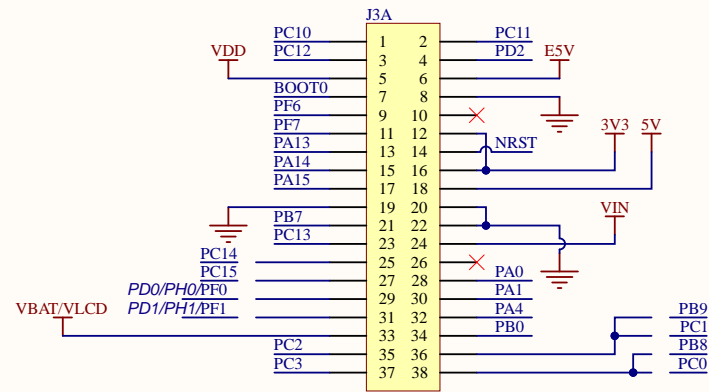 J3A
PC10 1 2 PC11
VDD PC12 3 4 PD2 E5V
5 6
BOOT0 7 8
PF6 9 10
PF7 11 12 3V3 5V
PA13 13 14 NRST
PA14 15 16
PA15 17 18
19 20 VIN
PB7 21 22
PC13 23 24
PC14 25 26
PC15 27 28 PA0
PD0/PH0/PF0 29 30 PA1
VBAT/VLCD PD1/PH1/PF1 31 32 PA4 PB9
33 34 PB0 PC1
PC2 35 36 PB8
PC3 37 38 PC0